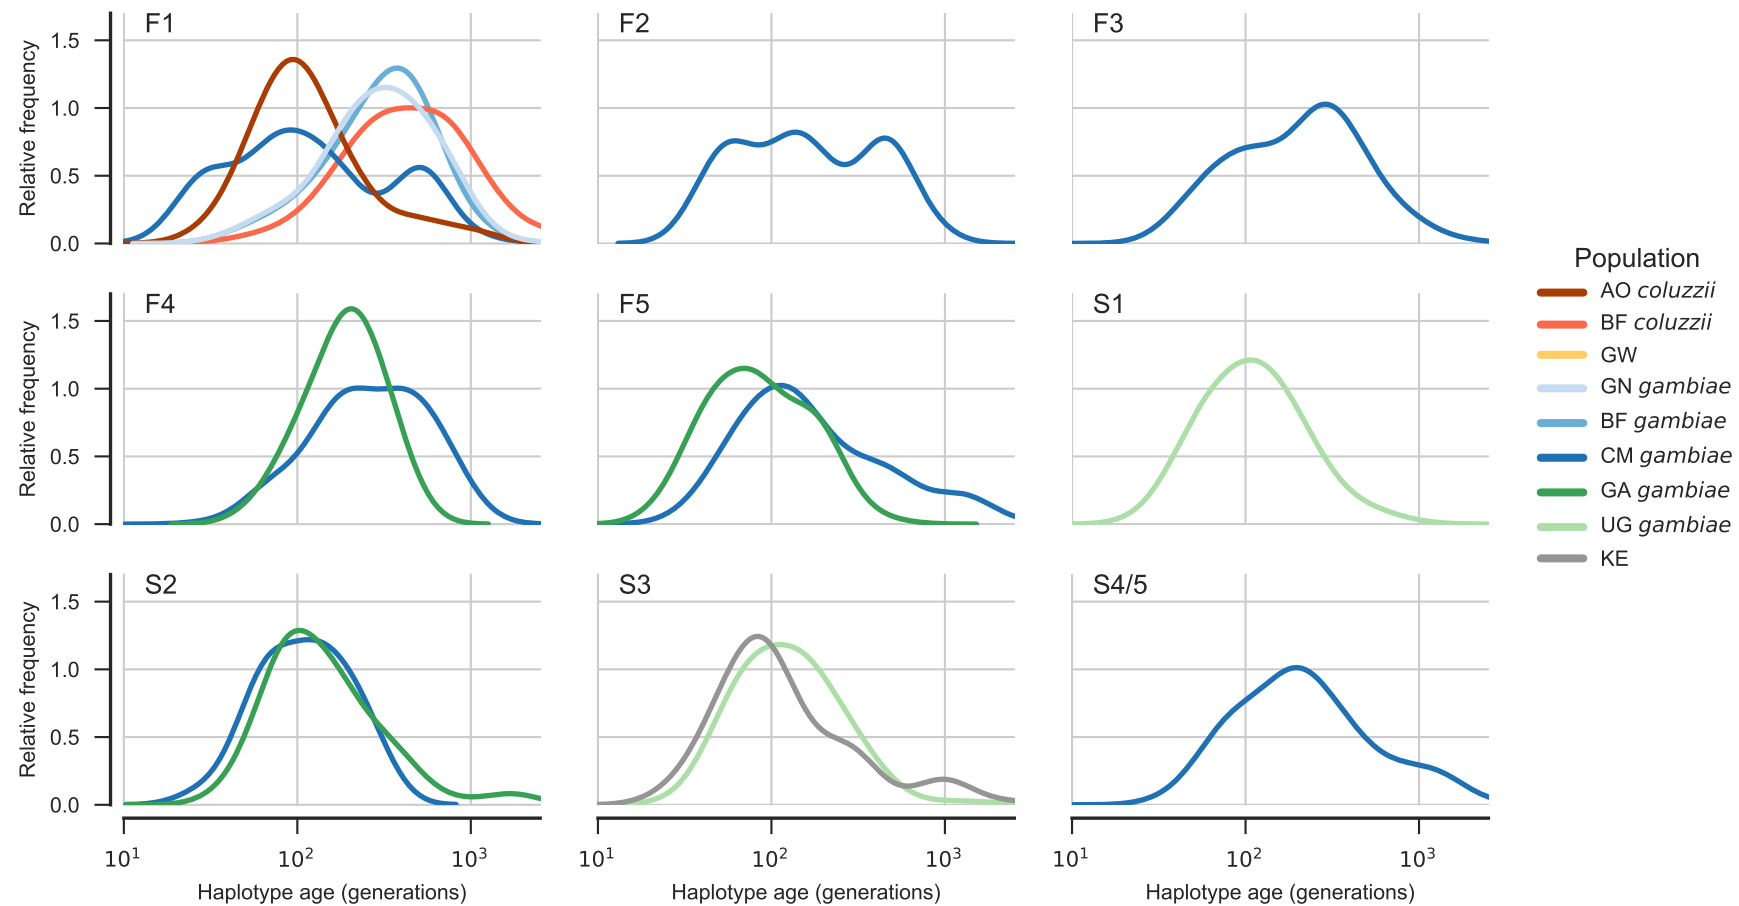 F1
F2
F3
Relative frequency
1.5
1.0
0.5
0.0
F4
F5
S1
Relative frequency
1.5
1.0
0.5
0.0
S2
S3
S4/5
Relative frequency
1.5
1.0
0.5
0.0
10¹ 10² 10³
10¹ 10² 10³
10¹ 10² 10³
Haplotype age (generations)
Haplotype age (generations)
Haplotype age (generations)
Population
AO coluzzii
BF coluzzii
GW
GN gambiae
BF gambiae
CM gambiae
GA gambiae
UG gambiae
KE